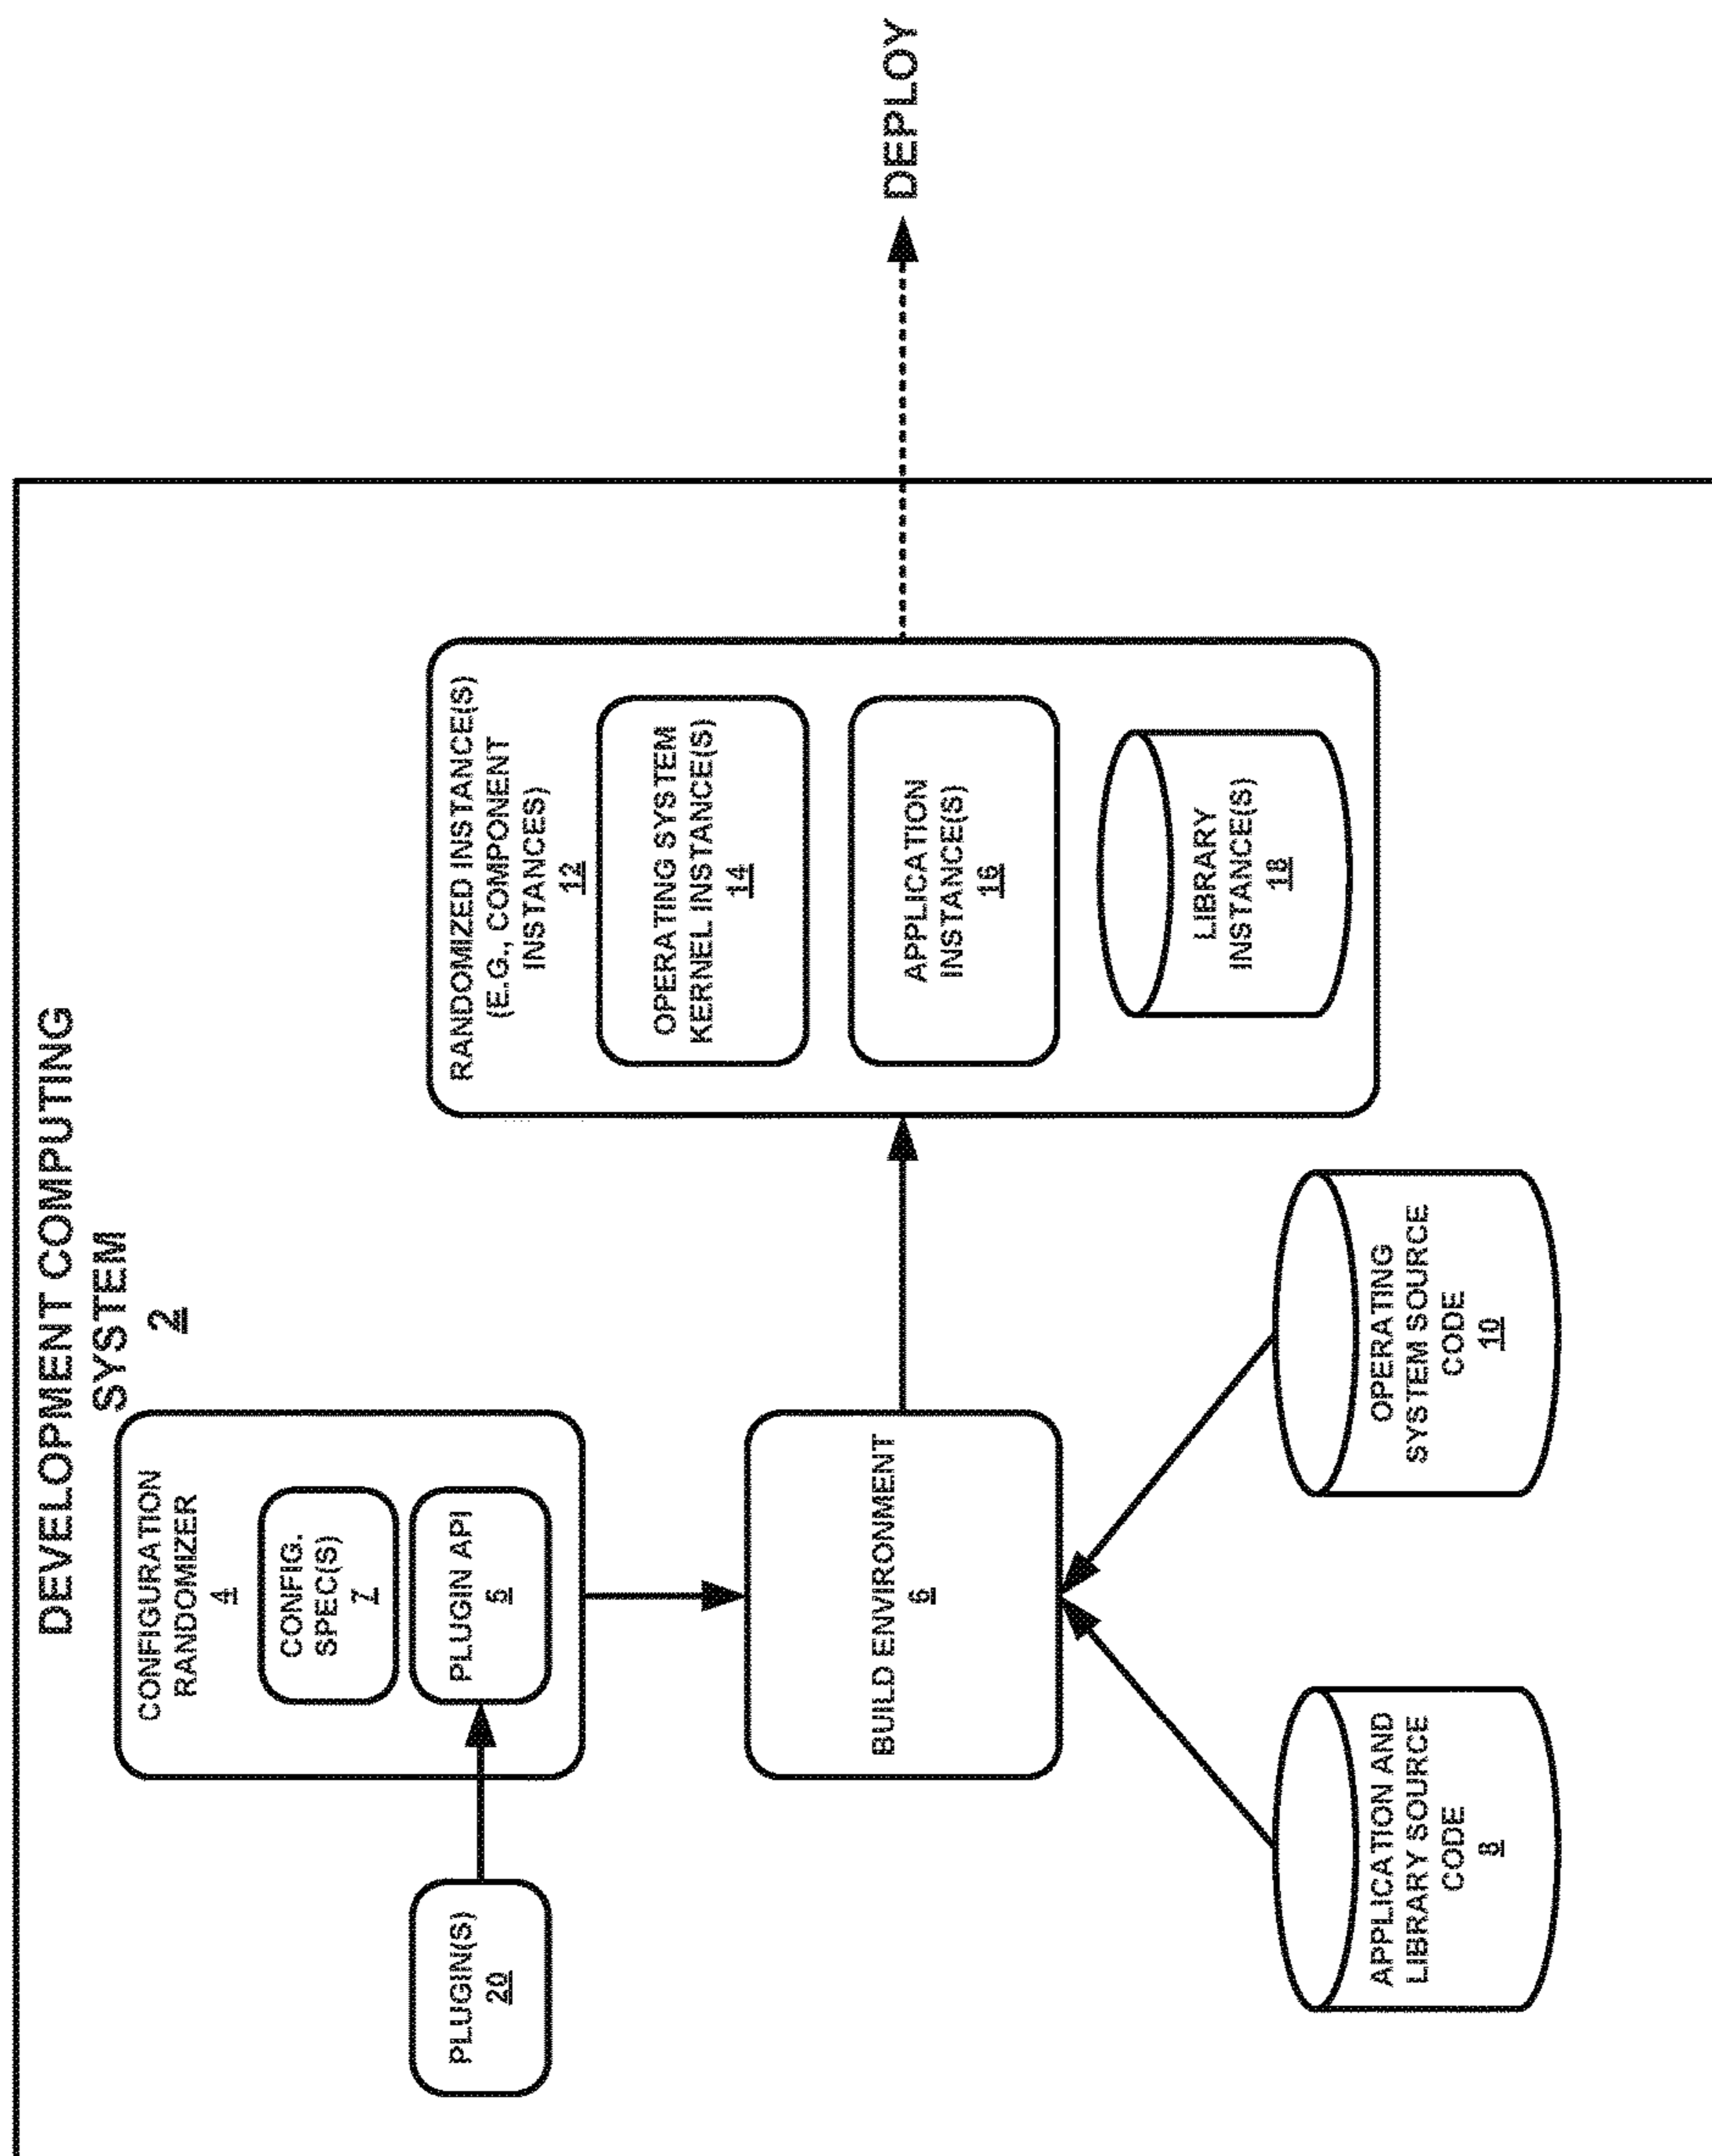 DEVELOPMENT COMPUTING
SYSTEM
2
CONFIGURATION
RANDOMIZER
4
CONFIG.
SPEC(S)
7
PLUGIN API
5
PLUGIN(S)
20
BUILD ENVIRONMENT
6
APPLICATION AND
LIBRARY SOURCE
CODE
8
OPERATING
SYSTEM SOURCE
CODE
10
RANDOMIZED INSTANCE(S)
(E.G., COMPONENT
INSTANCES)
12
OPERATING SYSTEM
KERNEL INSTANCE(S)
14
APPLICATION
INSTANCE(S)
16
LIBRARY
INSTANCE(S)
18
DEPLOY